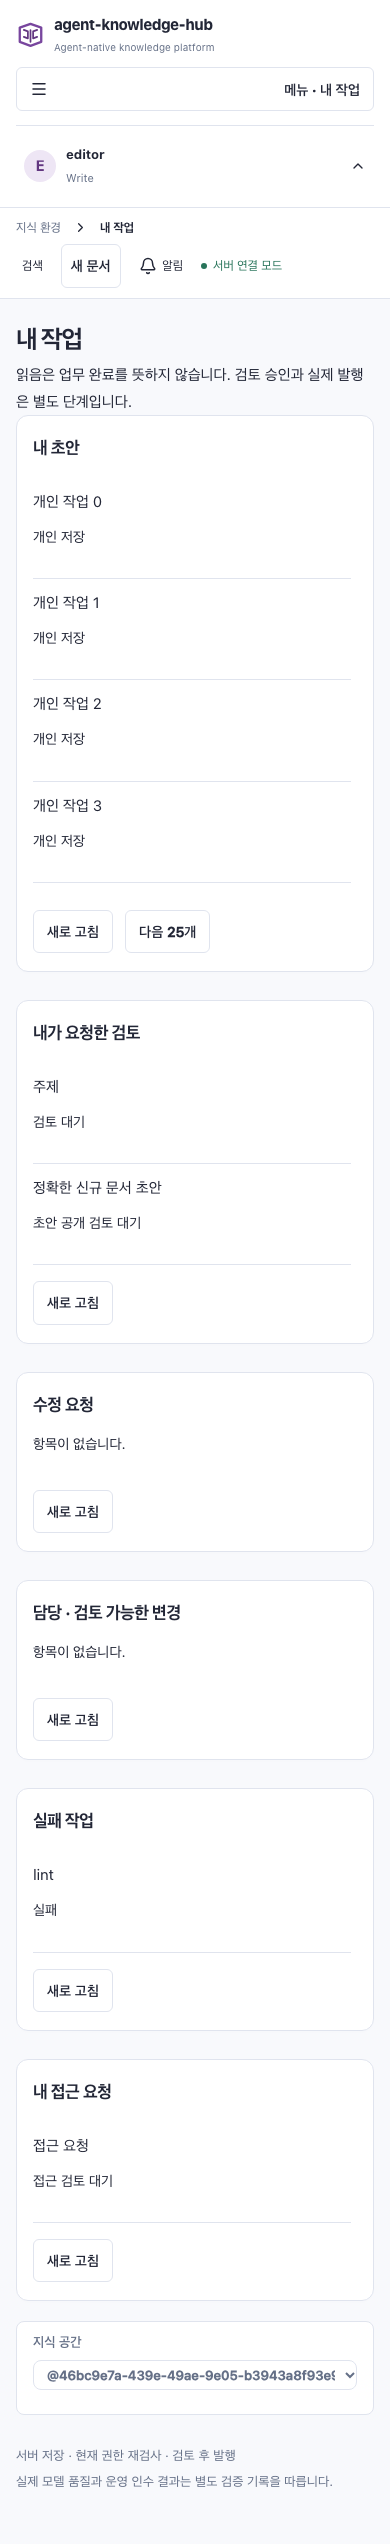 agent-knowledge-hub
Agent-native knowledge platform
메뉴 · 내 작업
E
editor
Write
지식 환경
내 작업
검색
새 문서
알림
서버 연결 모드
내 작업
읽음은 업무 완료를 뜻하지 않습니다. 검토 승인과 실제 발행
은 별도 단계입니다.
내 초안
개인 작업 0
개인 저장
개인 작업 1
개인 저장
개인 작업 2
개인 저장
개인 작업 3
개인 저장
새로 고침
다음 25개
내가 요청한 검토
주제
검토 대기
정확한 신규 문서 초안
초안 공개 검토 대기
새로 고침
수정 요청
항목이 없습니다.
새로 고침
담당 · 검토 가능한 변경
항목이 없습니다.
새로 고침
실패 작업
lint
실패
새로 고침
내 접근 요청
접근 요청
접근 검토 대기
새로 고침
지식 공간
@46bc9e7a-439e-49ae-9e05-b3943a8f93e9
서버 저장 · 현재 권한 재검사 · 검토 후 발행
실제 모델 품질과 운영 인수 결과는 별도 검증 기록을 따릅니다.